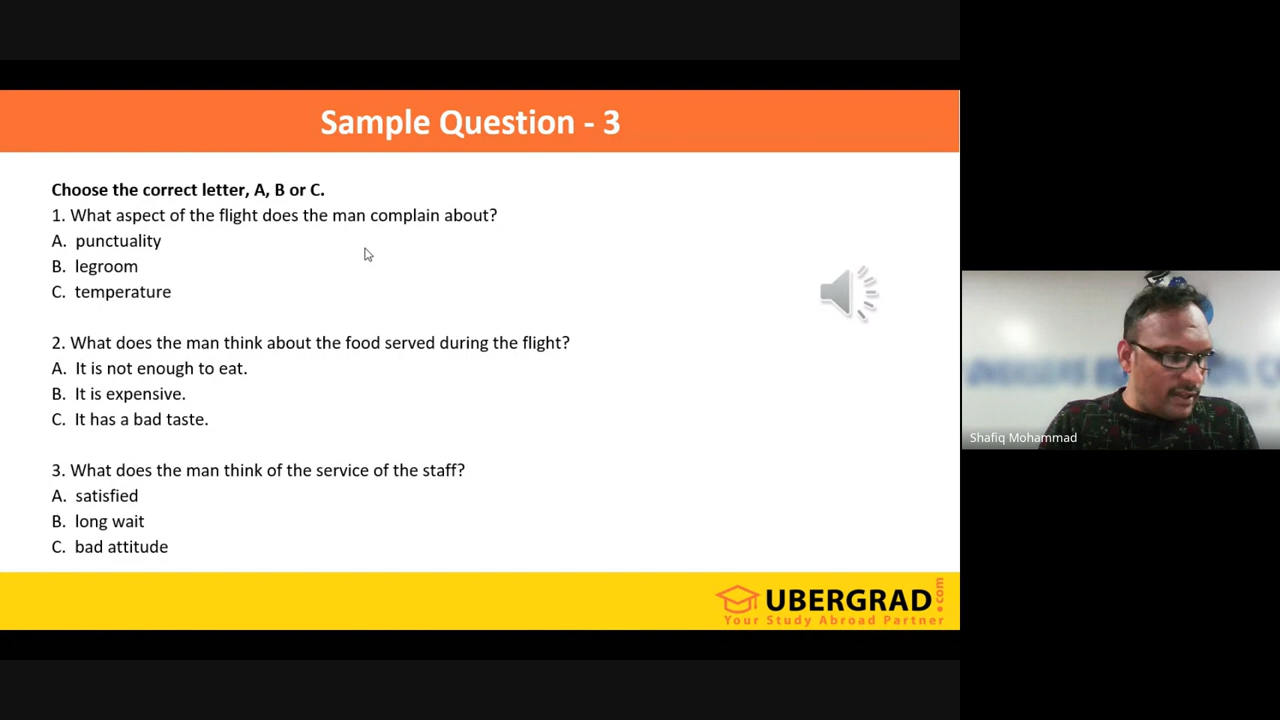 Sample Question - 3
Choose the correct letter, A, B or C.
1. What aspect of the flight does the man complain about?
A. punctuality
B. legroom
C. temperature
2. What does the man think about the food served during the flight?
A. It is not enough to eat.
B. It is expensive.
C. It has a bad taste.
3. What does the man think of the service of the staff?
A. satisfied
B. long wait
C. bad attitude
UBERGRAD.com
Your Study Abroad Partner
Shafiq Mohammad